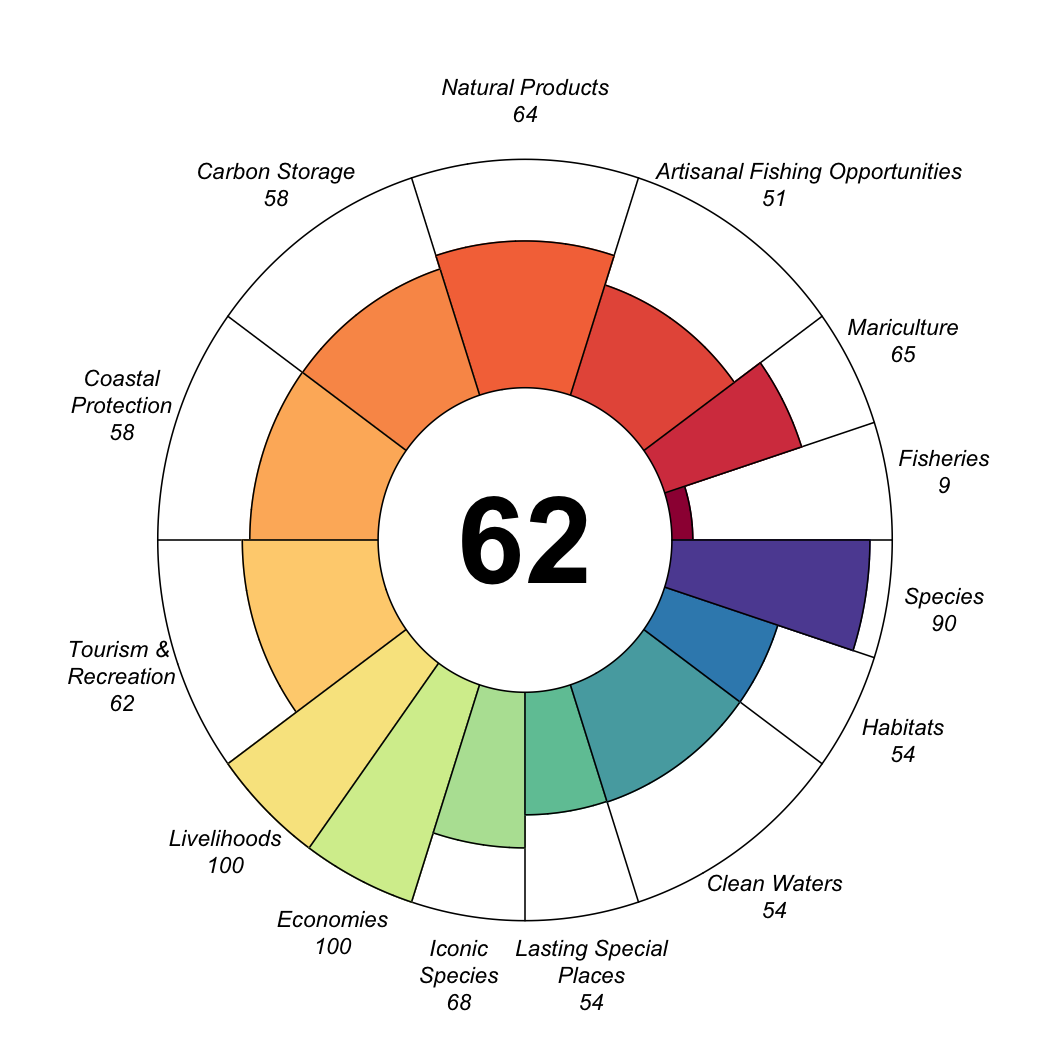 Natural Products
64
Artisanal Fishing Opportunities
51
Carbon Storage
58
Mariculture
65
Coastal
Protection
58
Fisheries
9
62
Species
90
Tourism &
Recreation
62
Habitats
54
Livelihoods
100
Clean Waters
54
Economies
100
Iconic
Species
68
Lasting Special
Places
54